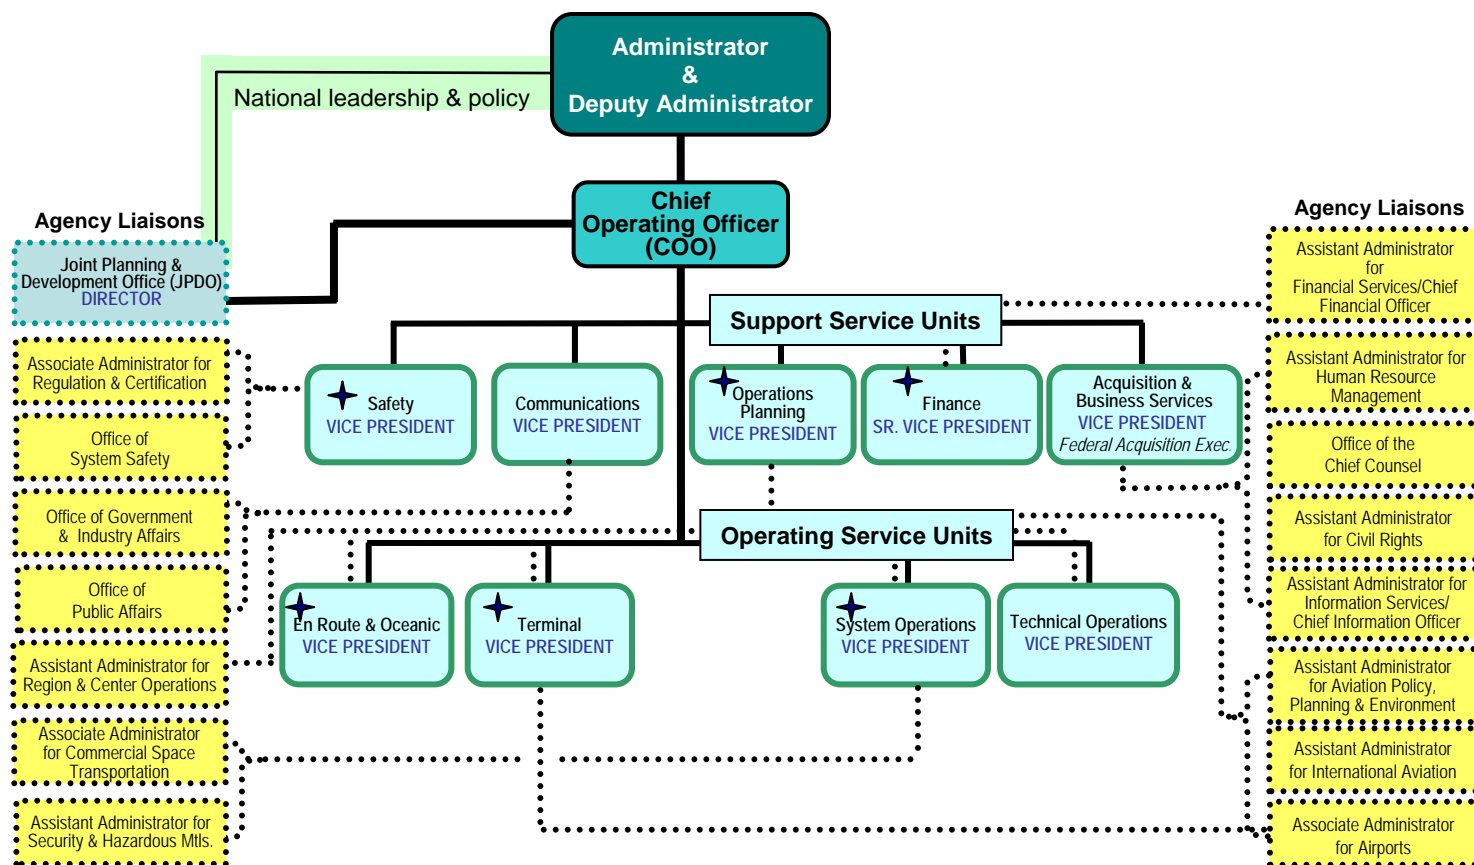 Administrator
&
Deputy Administrator
National leadership & policy
Chief
Operating Officer
(COO)
Agency Liaisons
Joint Planning &
Development Office (JPDO)
DIRECTOR
Associate Administrator for
Regulation & Certification
Office of
System Safety
Office of Government
& Industry Affairs
Office of
Public Affairs
Assistant Administrator for
Region & Center Operations
Associate Administrator
for Commercial Space
Transportation
Assistant Administrator for
Security & Hazardous Mtls.
Support Service Units
Safety
VICE PRESIDENT
Communications
VICE PRESIDENT
Operations
Planning
VICE PRESIDENT
Finance
SR. VICE PRESIDENT
Acquisition &
Business Services
VICE PRESIDENT
Federal Acquisition Exec.
Operating Service Units
En Route & Oceanic
VICE PRESIDENT
Terminal
VICE PRESIDENT
System Operations
VICE PRESIDENT
Technical Operations
VICE PRESIDENT
Agency Liaisons
Assistant Administrator
for
Financial Services/Chief
Financial Officer
Assistant Administrator for
Human Resource
Management
Office of the
Chief Counsel
Assistant Administrator
for Civil Rights
Assistant Administrator for
Information Services/
Chief Information Officer
Assistant Administrator
for Aviation Policy,
Planning & Environment
Assistant Administrator
for International Aviation
Associate Administrator
for Airports